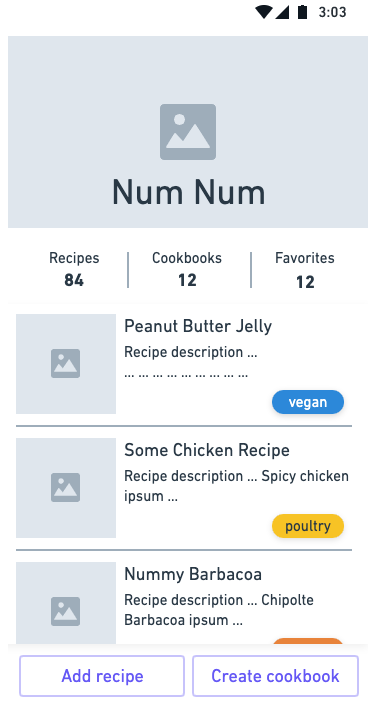 3:03
Num Num
Recipes Cookbooks Favorites
84 12 12
Peanut Butter Jelly
Recipe description ...
... ... ... ... ... ... ... ... ...
vegan
Some Chicken Recipe
Recipe description ... Spicy chicken
ipsum ...
poultry
Nummy Barbacoa
Recipe description ... Chipolte
Barbacoa ipsum ...
Add recipe Create cookbook